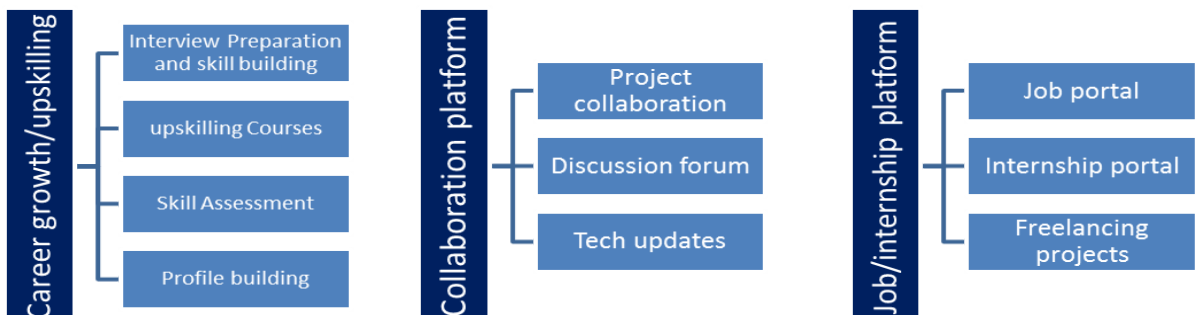 Career growth/upskilling
Interview Preparation
and skill building
upskilling Courses
Skill Assessment
Profile building
Collaboration platform
Project
collaboration
Discussion forum
Tech updates
Job/internship platform
Job portal
Internship portal
Freelancing
projects